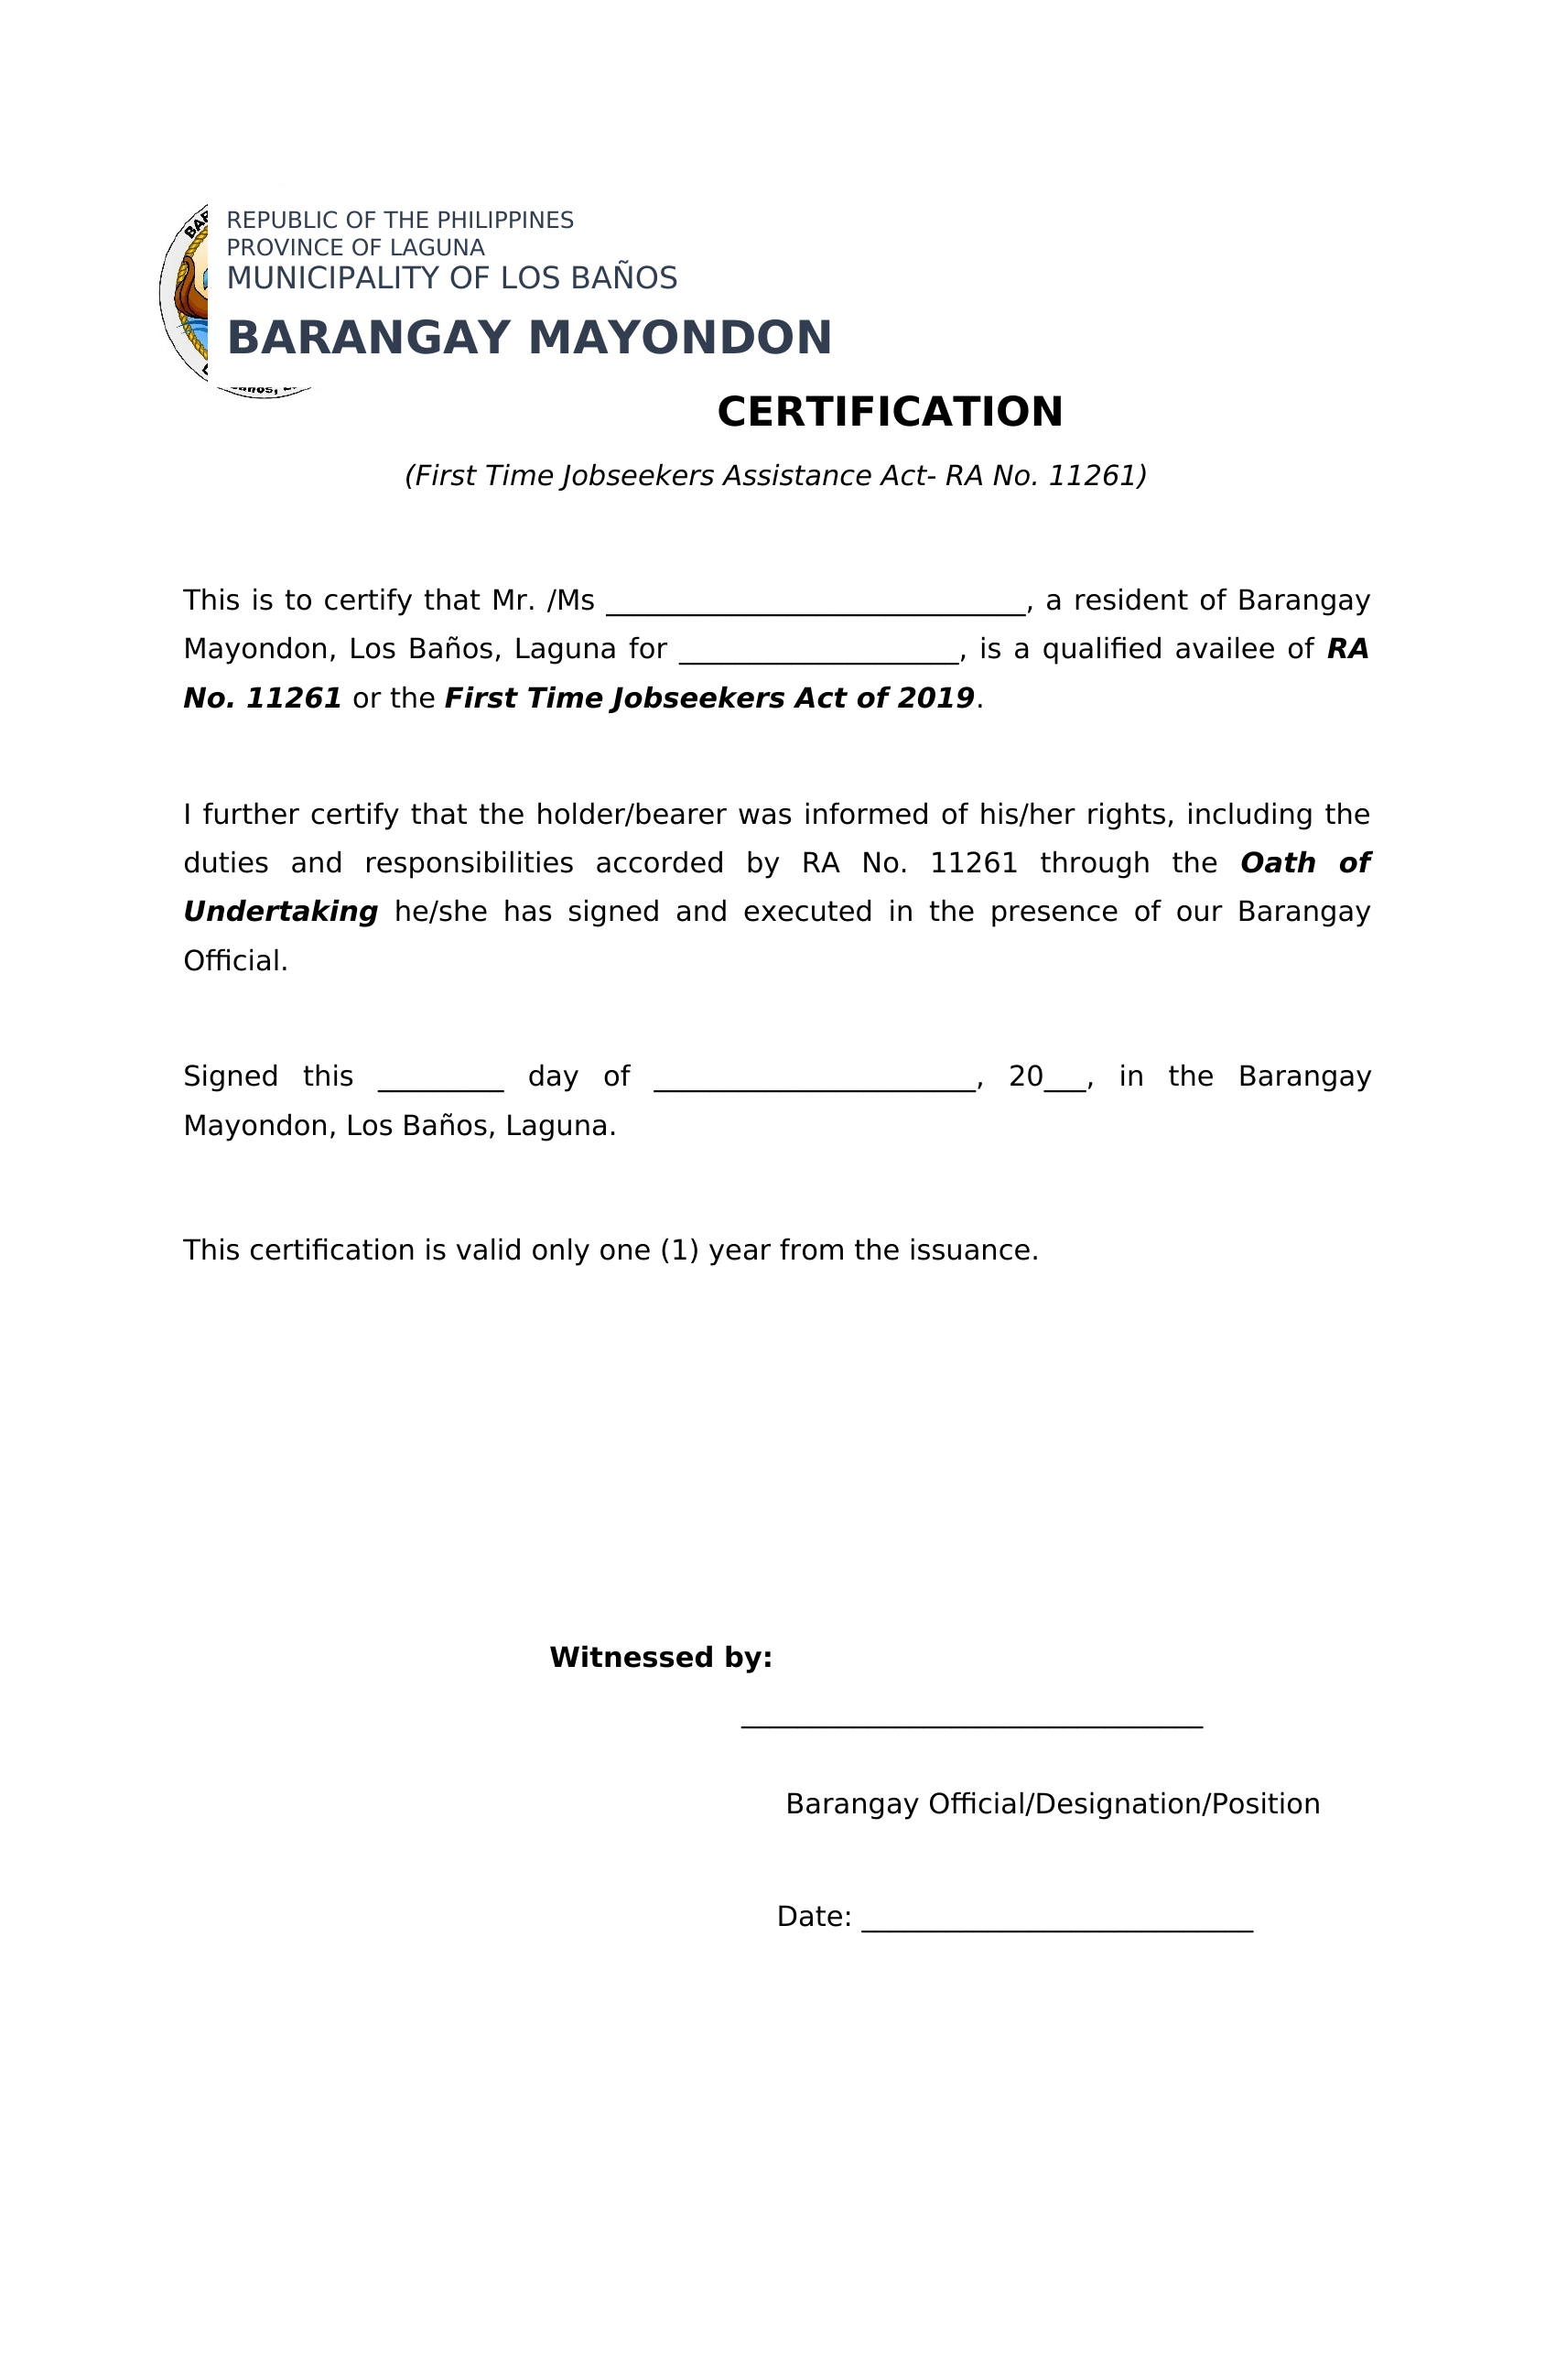 REPUBLIC OF THE PHILIPPINES
PROVINCE OF LAGUNA
MUNICIPALITY OF LOS BAÑOS
BARANGAY MAYONDON
CERTIFICATION
(First Time Jobseekers Assistance Act- RA No. 11261)
This is to certify that Mr. /Ms ______________________________, a resident of Barangay
Mayondon, Los Baños, Laguna for ____________________, is a qualified availee of RA
No. 11261 or the First Time Jobseekers Act of 2019.
I further certify that the holder/bearer was informed of his/her rights, including the
duties and responsibilities accorded by RA No. 11261 through the Oath of
Undertaking he/she has signed and executed in the presence of our Barangay
Official.
Signed this _________ day of _______________________, 20___, in the Barangay
Mayondon, Los Baños, Laguna.
This certification is valid only one (1) year from the issuance.
Witnessed by:
_________________________________
Barangay Official/Designation/Position
Date: ____________________________